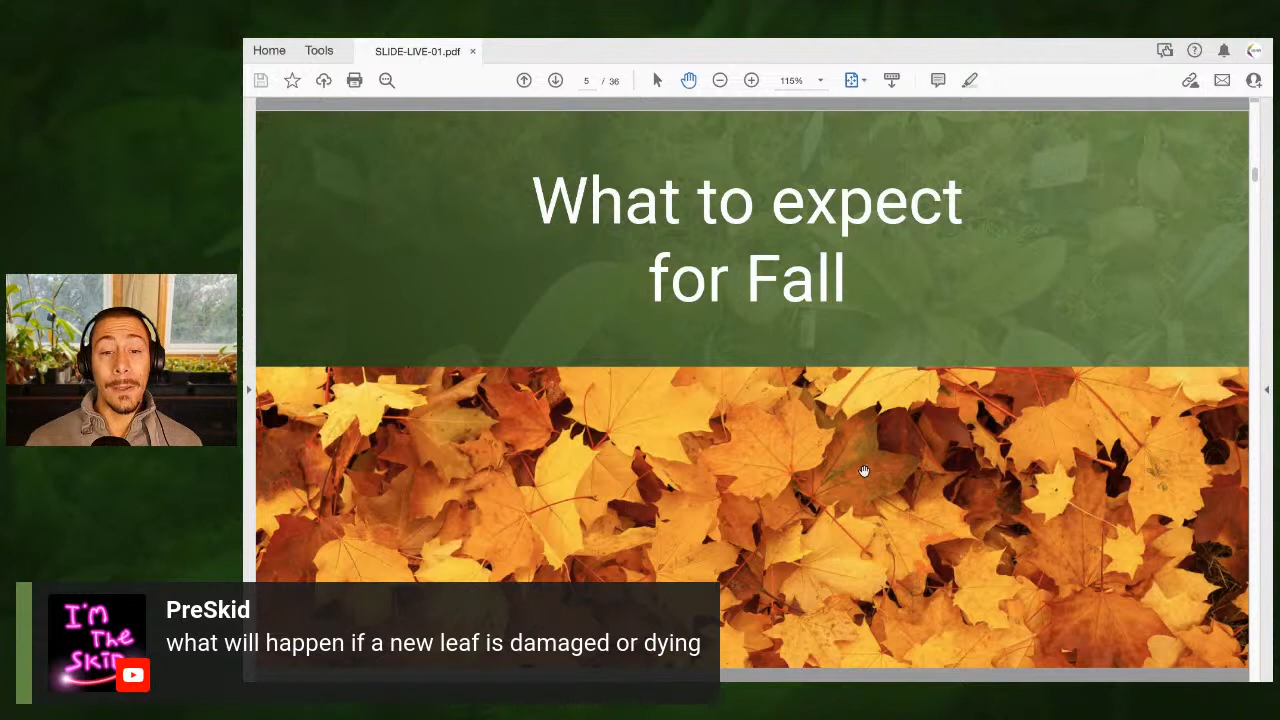 Home Tools SLIDE-LIVE-01.pdf ×
5 / 36 115%
What to expect
for Fall
I'm
The
Skid
PreSkid
what will happen if a new leaf is damaged or dying